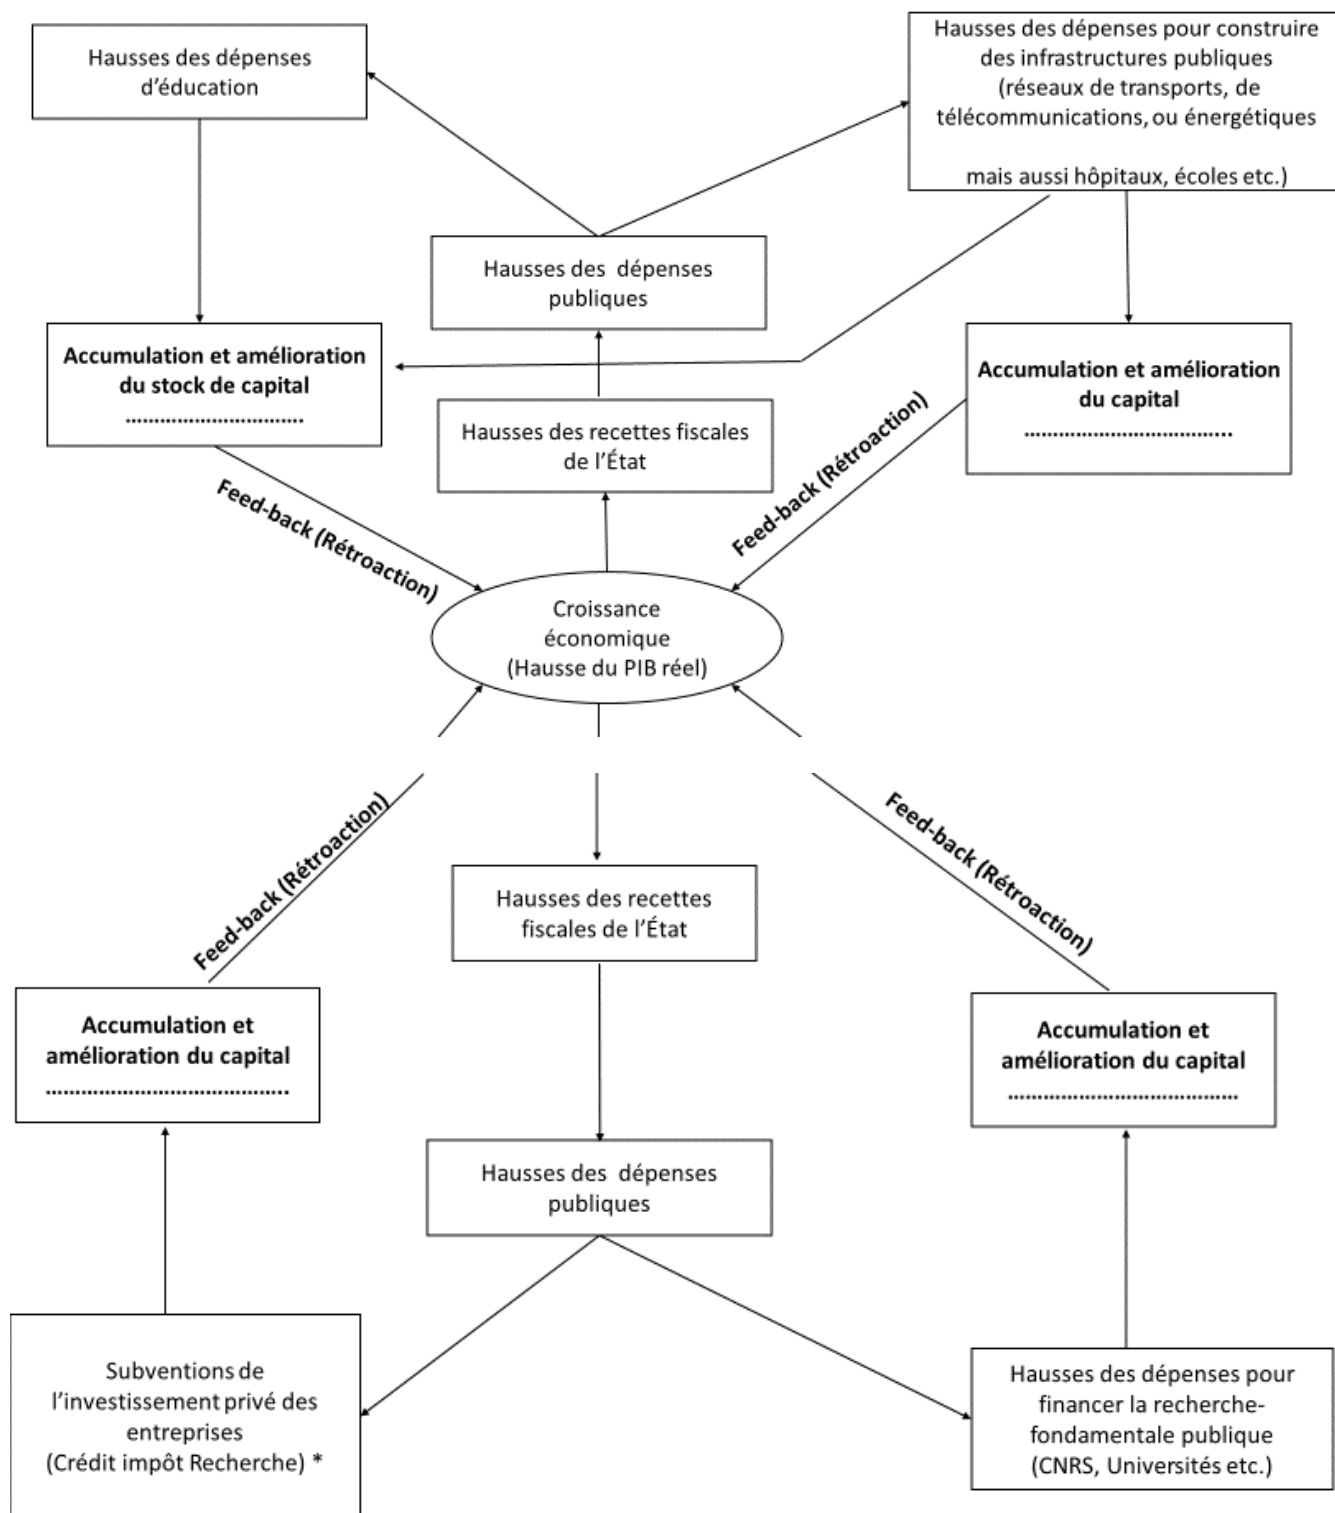 Hausses des dépenses
d'éducation
Hausses des dépenses pour construire
des infrastructures publiques
(réseaux de transports, de
télécommunications, ou énergétiques
mais aussi hôpitaux, écoles etc.)
Hausses des dépenses
publiques
Accumulation et amélioration
du stock de capital
................................
Accumulation et amélioration
du capital
....................................
Hausses des recettes fiscales
de l'État
Feed-back (Rétroaction)
Feed-back (Rétroaction)
Croissance
économique
(Hausse du PIB réel)
Feed-back (Rétroaction)
Feed-back (Rétroaction)
Hausses des recettes
fiscales de l'État
Accumulation et
amélioration du capital
..........................................
Accumulation et
amélioration du capital
........................................
Hausses des dépenses
publiques
Subventions de
l'investissement privé des
entreprises
(Crédit impôt Recherche) *
Hausses des dépenses pour
financer la recherche-
fondamentale publique
(CNRS, Universités etc.)